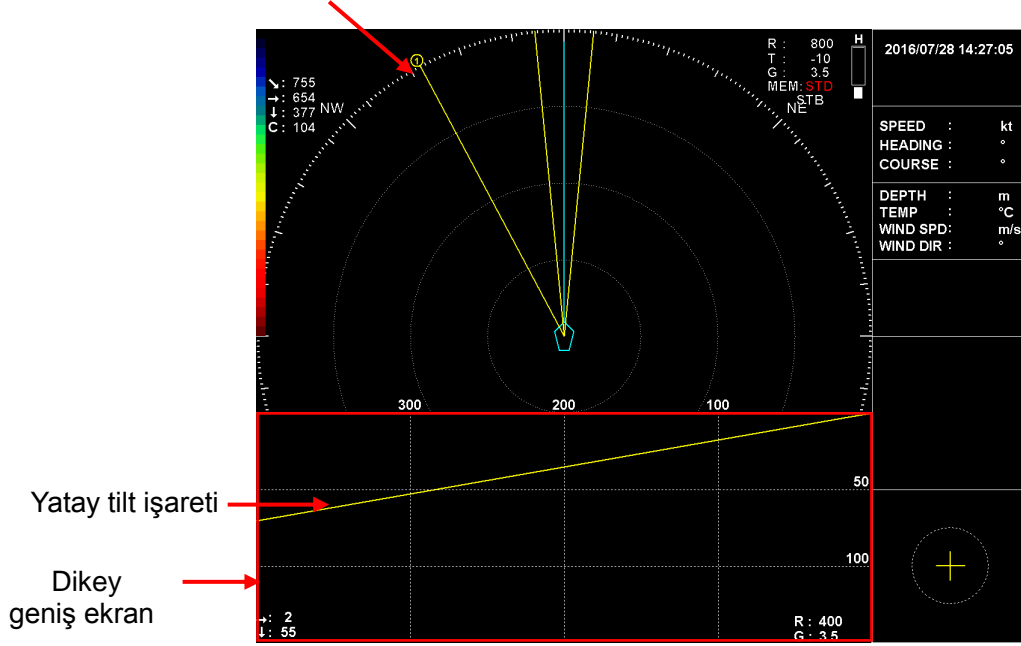 R : 800
T : -10
G : 3.5
MEM: STD
STB
H
2016/07/28 14:27:05
1
↘: 755
→: 654
↓: 377
C: 104
NW
NE
SPEED : kt
HEADING : °
COURSE : °
DEPTH : m
TEMP : °C
WIND SPD: m/s
WIND DIR : °
300 200 100
50
Yatay tilt işareti
100
Dikey
geniş ekran
→: 2
↓: 55
R : 400
G : 3.5